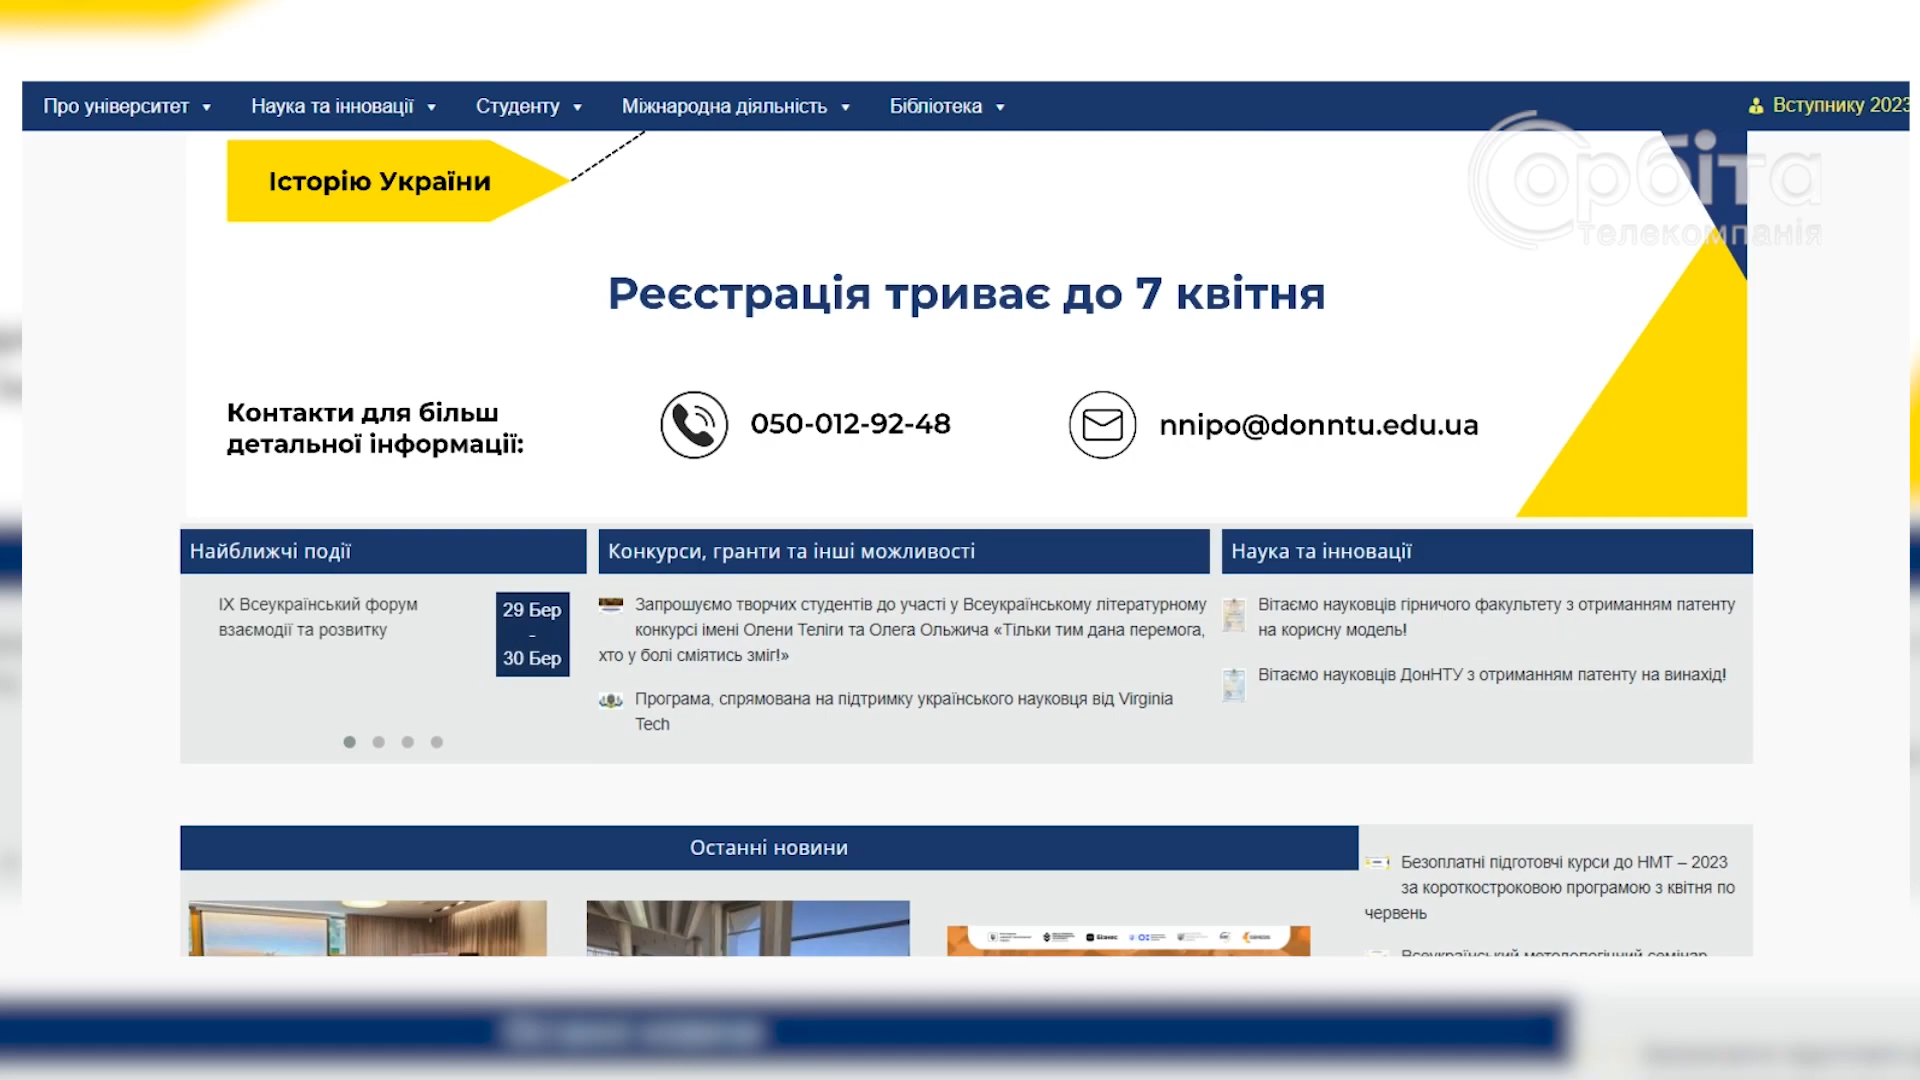 Про університет
Наука та інновації
Студенту
Міжнародна діяльність
Бібліотека
Вступнику 2023
орбіта
телекомпанія
Історію України
Реєстрація триває до 7 квітня
Контакти для більш
детальної інформації:
050-012-92-48
nnipo@donntu.edu.ua
Найближчі події
IX Всеукраїнський форум
взаємодії та розвитку
29 Бер
-
30 Бер
Конкурси, гранти та інші можливості
Запрошуємо творчих студентів до участі у Всеукраїнському літературному
конкурсі імені Олени Теліги та Олега Ольжича «Тільки тим дана перемога,
хто у болі сміятись зміг!»
Програма, спрямована на підтримку українського науковця від Virginia
Tech
Наука та інновації
Вітаємо науковців гірничого факультету з отриманням патенту
на корисну модель!
Вітаємо науковців ДонНТУ з отриманням патенту на винахід!
Останні новини
Безоплатні підготовчі курси до НМТ – 2023
за короткостроковою програмою з квітня по
червень
Всеукраїнський методологічний семінар